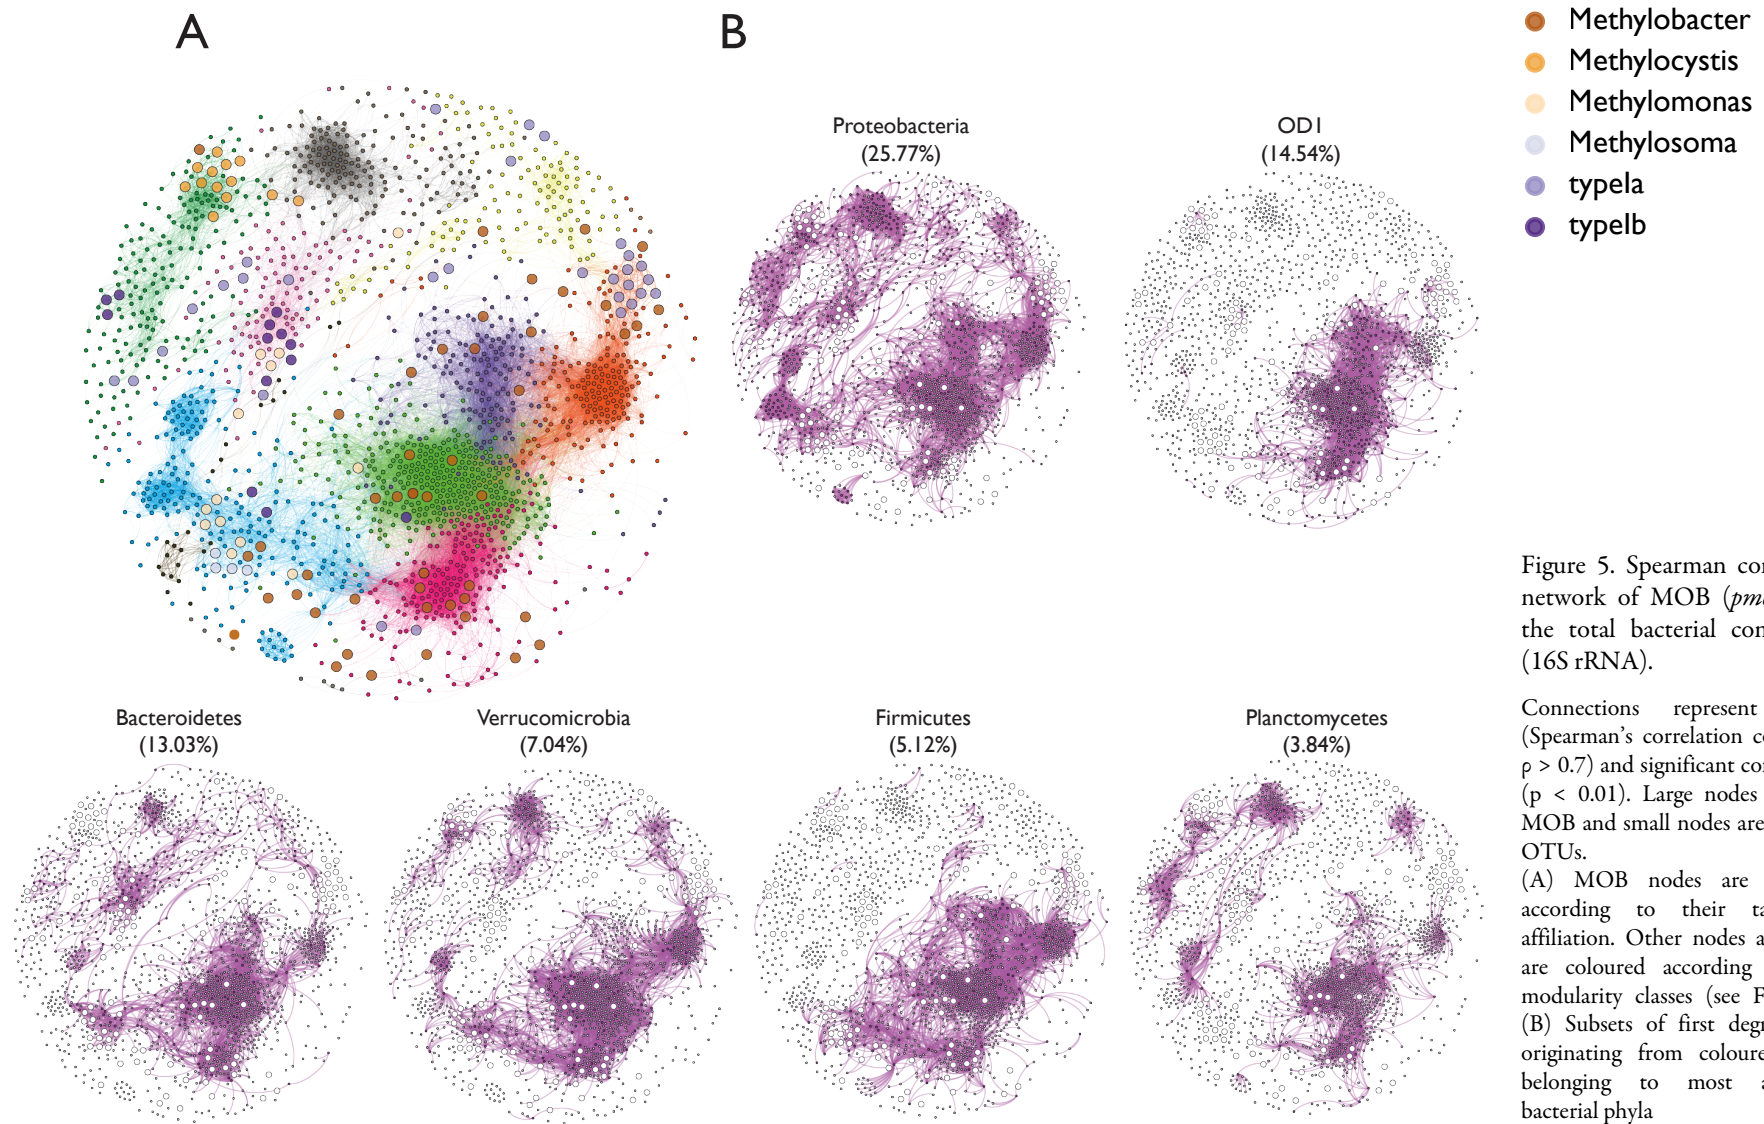 A
B
Methylobacter
Methylocystis
Methylomonas
Methylosoma
typeIa
typeIb
Proteobacteria
(25.77%)
OD1
(14.54%)
Bacteroidetes
(13.03%)
Verrucomicrobia
(7.04%)
Firmicutes
(5.12%)
Planctomycetes
(3.84%)
Figure 5. Spearman
network of MOB
the total bacterial
(16S rRNA).
Connections represent
(Spearman's correlation
ρ > 0.7) and significant
(p < 0.01). Large nodes
MOB and small nodes are
OTUs.
(A) MOB nodes are
according to their
affiliation. Other nodes
are coloured according
modularity classes (see
(B) Subsets of first
originating from
belonging to most
bacterial phyla